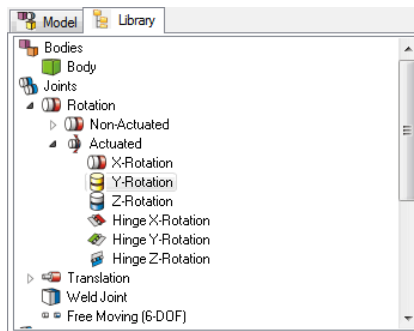 Model Library
Bodies
Body
Joints
Rotation
Non-Actuated
Actuated
X-Rotation
Y-Rotation
Z-Rotation
Hinge X-Rotation
Hinge Y-Rotation
Hinge Z-Rotation
Translation
Weld Joint
Free Moving (6-DOF)